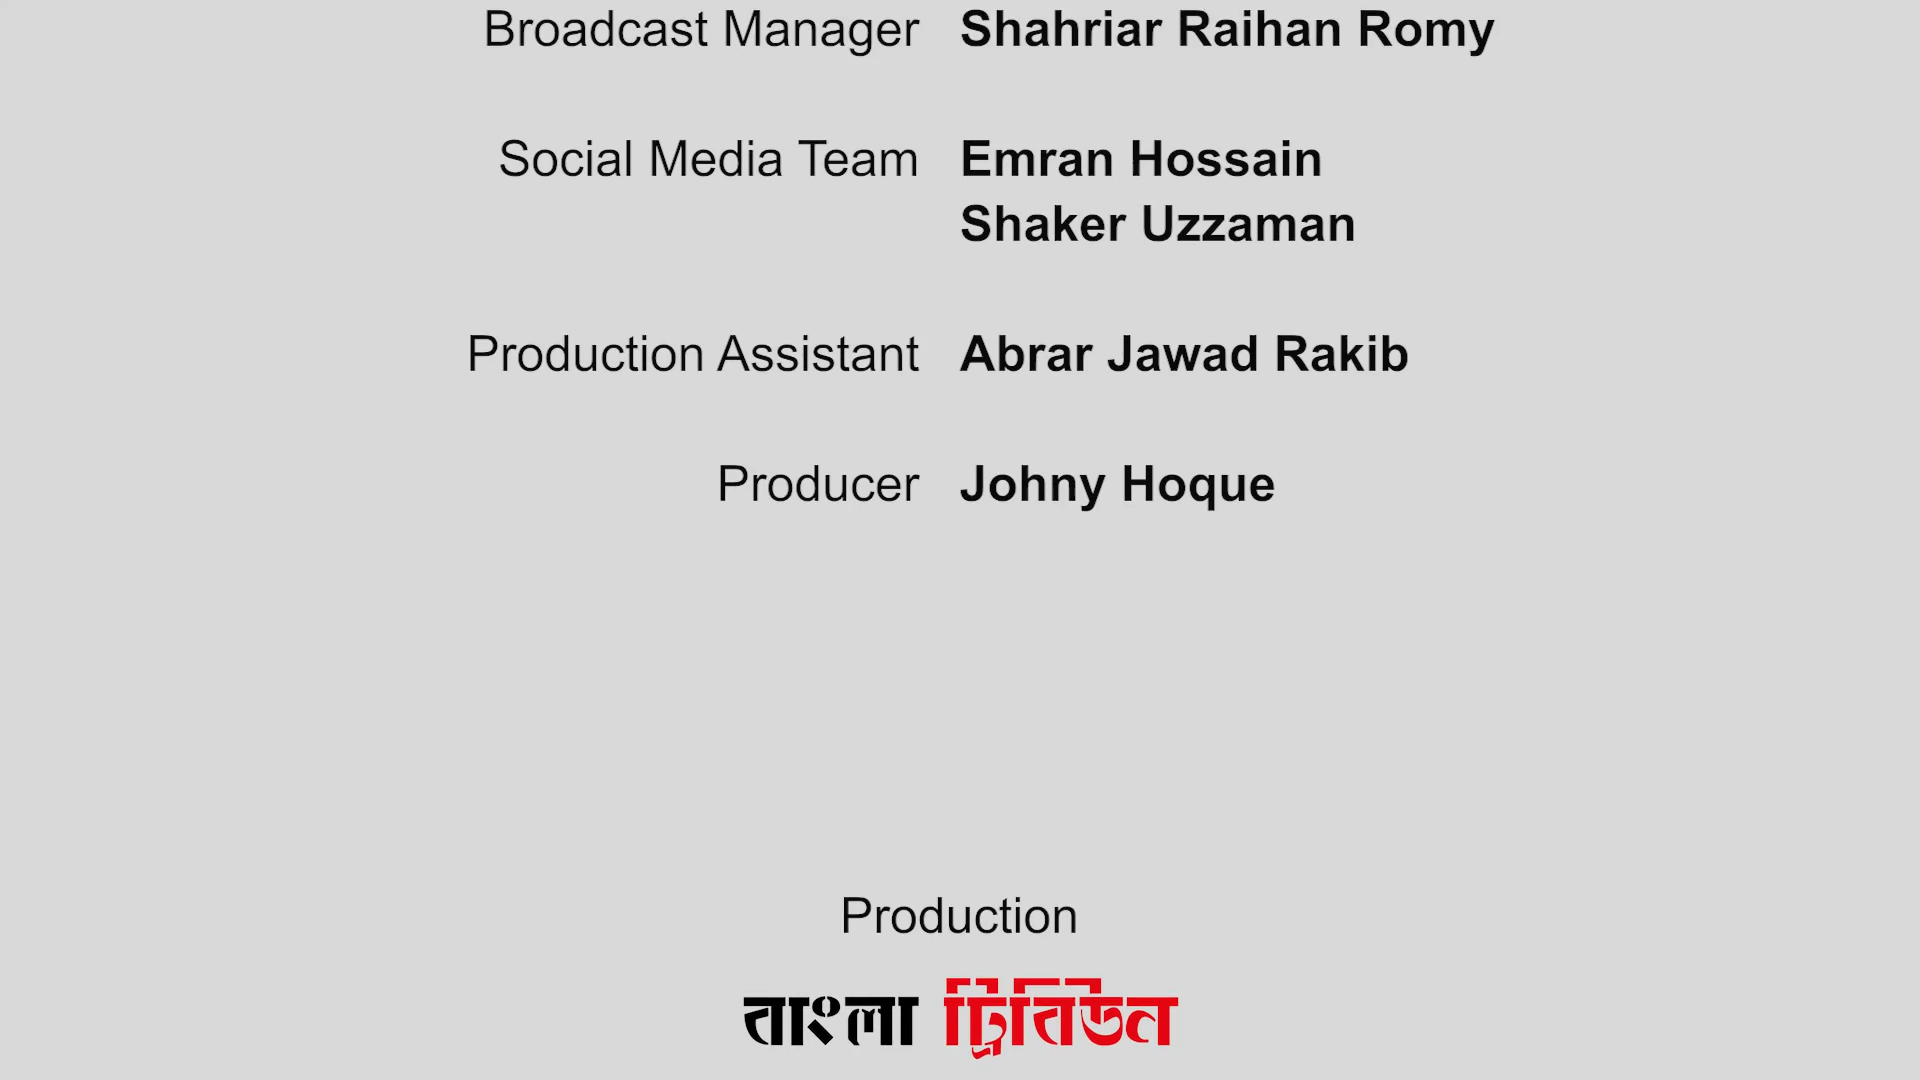 Broadcast Manager Shahriar Raihan Romy
Social Media Team Emran Hossain
Shaker Uzzaman
Production Assistant Abrar Jawad Rakib
Producer Johny Hoque
Production
বাংলা ট্রিবিউন